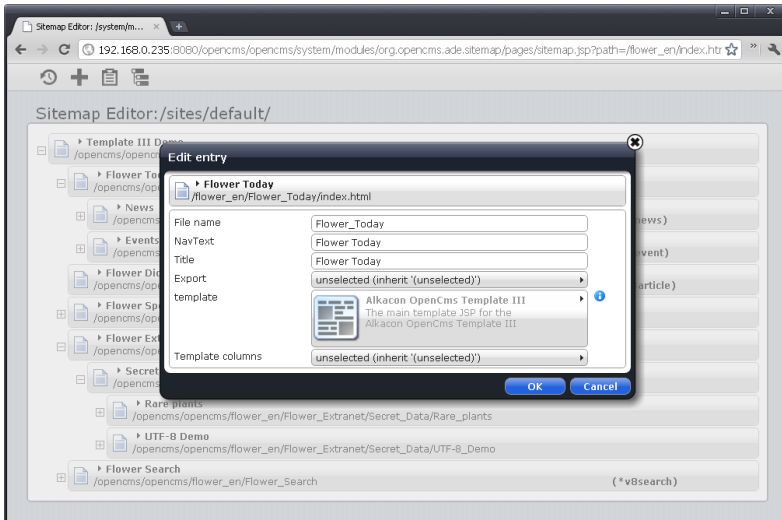 Sitemap Editor: /system/m...
192.168.0.235:8080/opencms/opencms/system/modules/org.opencms.ade.sitemap/pages/sitemap.jsp?path=/flower_en/index.htr
Sitemap Editor:/sites/default/
Template III Demo
/opencms/opencm
Flower To
/opencms/op
News
/opencms
news)
Events
/opencms
vent)
Flower Dic
/opencms/op
article)
Flower Spe
/opencms/op
Flower Ext
/opencms/op
Secret
/opencms
Rare plants
/opencms/opencms/flower_en/Flower_Extranet/Secret_Data/Rare_plants
UTF-8 Demo
/opencms/opencms/flower_en/Flower_Extranet/Secret_Data/UTF-8_Demo
Flower Search
/opencms/opencms/flower_en/Flower_Search
(*v8search)
Edit entry
Flower Today
/flower_en/Flower_Today/index.html
File name
Flower_Today
NavText
Flower Today
Title
Flower Today
Export
unselected (inherit '(unselected)')
template
Alkacon OpenCms Template III
The main template JSP for the
Alkacon OpenCms Template III
Template columns
unselected (inherit '(unselected)')
OK
Cancel